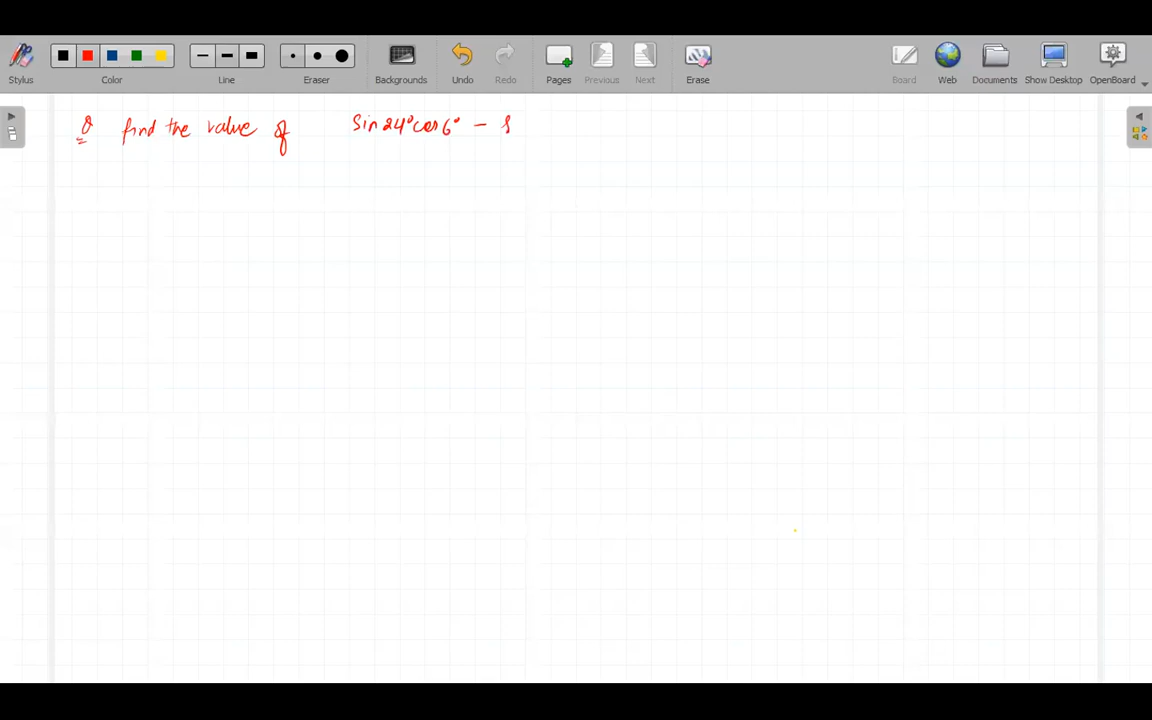 Stylus Color Line Eraser Backgrounds Undo Redo Pages Previous Next Erase Board Web Documents Show Desktop OpenBoard
Q find the value of sin24°cos6° - s